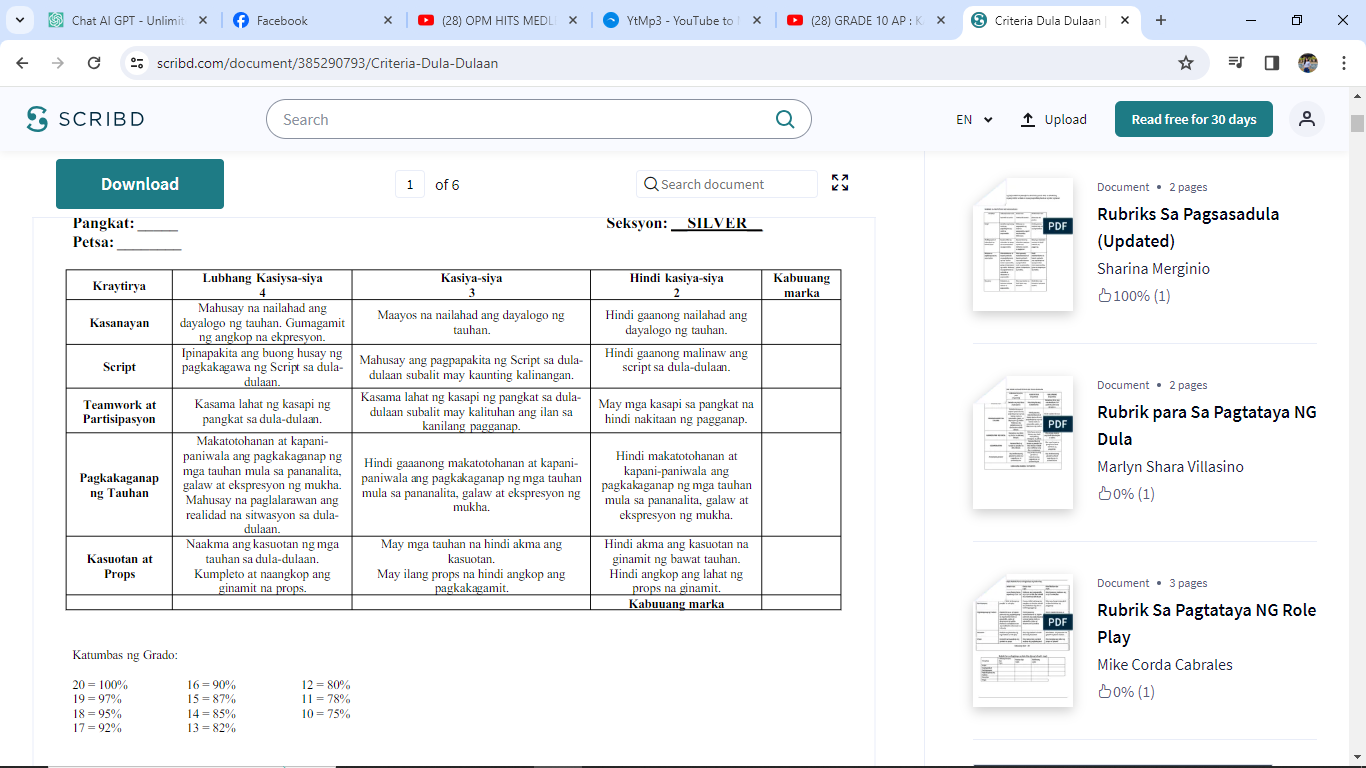 Chat AI GPT - Unlimit
Facebook
(28) OPM HITS MEDL
YtMp3 - YouTube to
(28) GRADE 10 AP : K
Criteria Dula Dulaan |
scribd.com/document/385290793/Criteria-Dula-Dulaan
SCRIBD
Search
EN
Upload
Read free for 30 days
Download
1 of 6
Search document
Pangkat: _____
Seksyon: __SILVER__
Petsa: ________
Kraytirya
Lubhang Kasiysa-siya
4
Kasiya-siya
3
Hindi kasiya-siya
2
Kabuuang
marka
Kasanayan
Mahusay na nailahad ang
dayalogo ng tauhan. Gumagamit
ng angkop na ekpresyon.
Maayos na nailahad ang dayalogo ng
tauhan.
Hindi gaanong nailahad ang
dayalogo ng tauhan.
Script
Ipinapakita ang buong husay ng
pagkakagawa ng Script sa dula-
dulaan.
Mahusay ang pagpapakita ng Script sa dula-
dulaan subalit may kaunting kalinangan.
Hindi gaanong malinaw ang
script sa dula-dulaan.
Teamwork at
Partisipasyon
Kasama lahat ng kasapi ng
pangkat sa dula-dulaan.
Kasama lahat ng kasapi ng pangkat sa dula-
dulaan subalit may kalituhan ang ilan sa
kanilang pagganap.
May mga kasapi sa pangkat na
hindi nakitaan ng pagganap.
Pagkakaganap
ng Tauhan
Makatotohanan at kapani-
paniwala ang pagkakaganap ng
mga tauhan mula sa pananalita,
galaw at ekspresyon ng mukha.
Mahusay na paglalarawan ang
realidad na sitwasyon sa dula-
dulaan.
Hindi gaaanong makatotohanan at kapani-
paniwala ang pagkakaganap ng mga tauhan
mula sa pananalita, galaw at ekspresyon ng
mukha.
Hindi makatotohanan at
kapani-paniwala ang
pagkakaganap ng mga tauhan
mula sa pananalita, galaw at
ekspresyon ng mukha.
Kasuotan at
Props
Naakma ang kasuotan ng mga
tauhan sa dula-dulaan.
Kumpleto at naangkop ang
ginamit na props.
May mga tauhan na hindi akma ang
kasuotan.
May ilang props na hindi angkop ang
pagkakagamit.
Hindi akma ang kasuotan na
ginamit ng bawat tauhan.
Hindi angkop ang lahat ng
props na ginamit.
Kabuuang marka
Katumbas ng Grado:
20 = 100%
16 = 90%
12 = 80%
19 = 97%
15 = 87%
11 = 78%
18 = 95%
14 = 85%
10 = 75%
17 = 92%
13 = 82%
Document • 2 pages
Rubriks Sa Pagsasadula
(Updated)
Sharina Merginio
100% (1)
PDF
Document • 2 pages
Rubrik para Sa Pagtataya NG
Dula
Marlyn Shara Villasino
0% (1)
PDF
Document • 3 pages
Rubrik Sa Pagtataya NG Role
Play
Mike Corda Cabrales
0% (1)
PDF